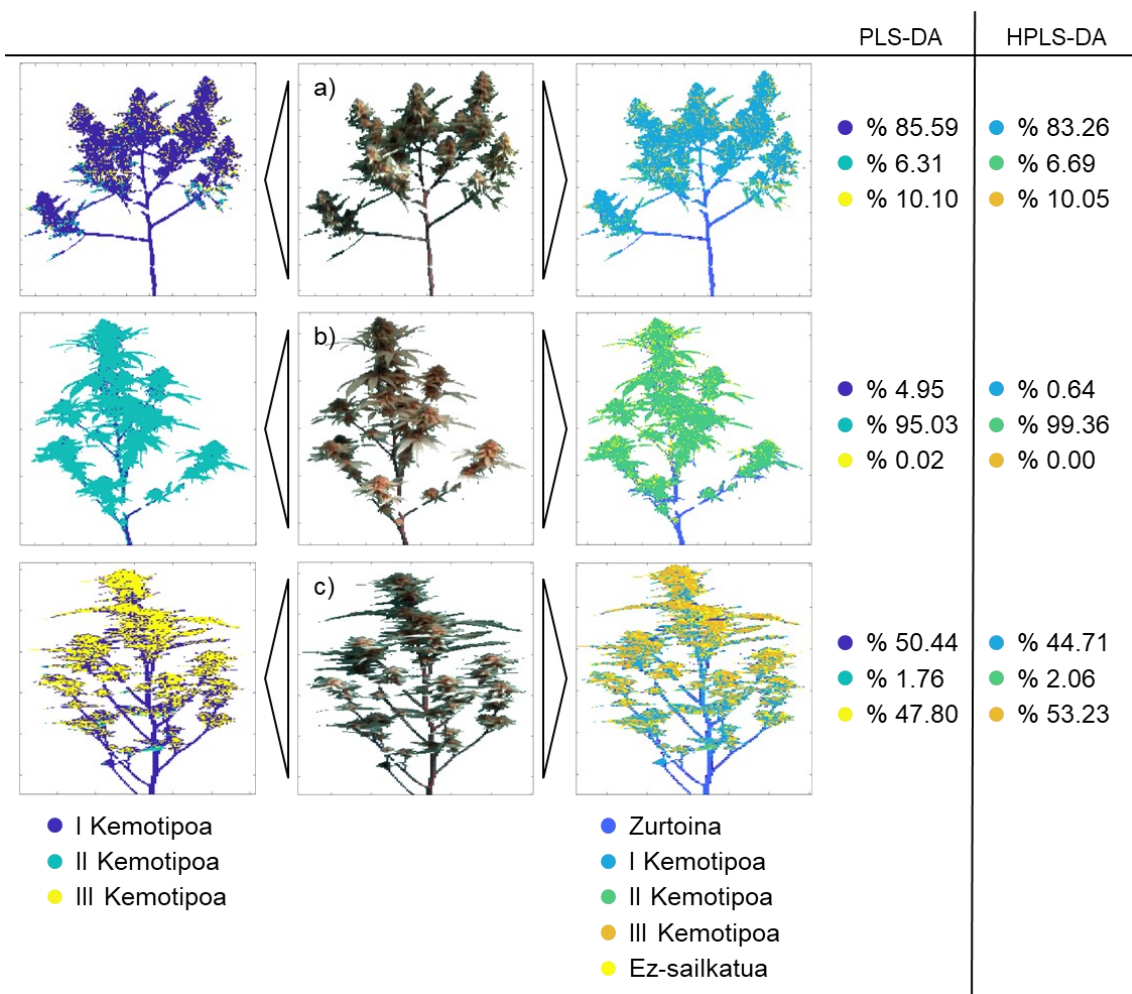 PLS-DA HPLS-DA
a)
% 85.59 % 83.26
% 6.31 % 6.69
% 10.10 % 10.05
b)
% 4.95 % 0.64
% 95.03 % 99.36
% 0.02 % 0.00
c)
% 50.44 % 44.71
% 1.76 % 2.06
% 47.80 % 53.23
I Kemotipoa
II Kemotipoa
III Kemotipoa
Zurtoina
I Kemotipoa
II Kemotipoa
III Kemotipoa
Ez-sailkatua